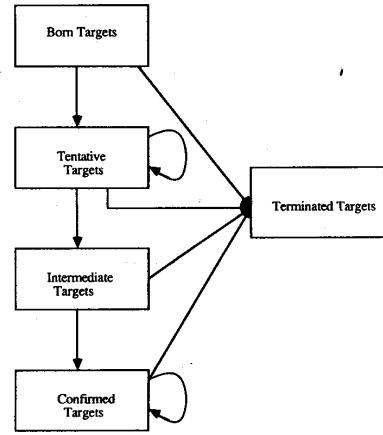 Born Targets
Tentative
Targets
Terminated Targets
Intermediate
Targets
Confirmed
Targets